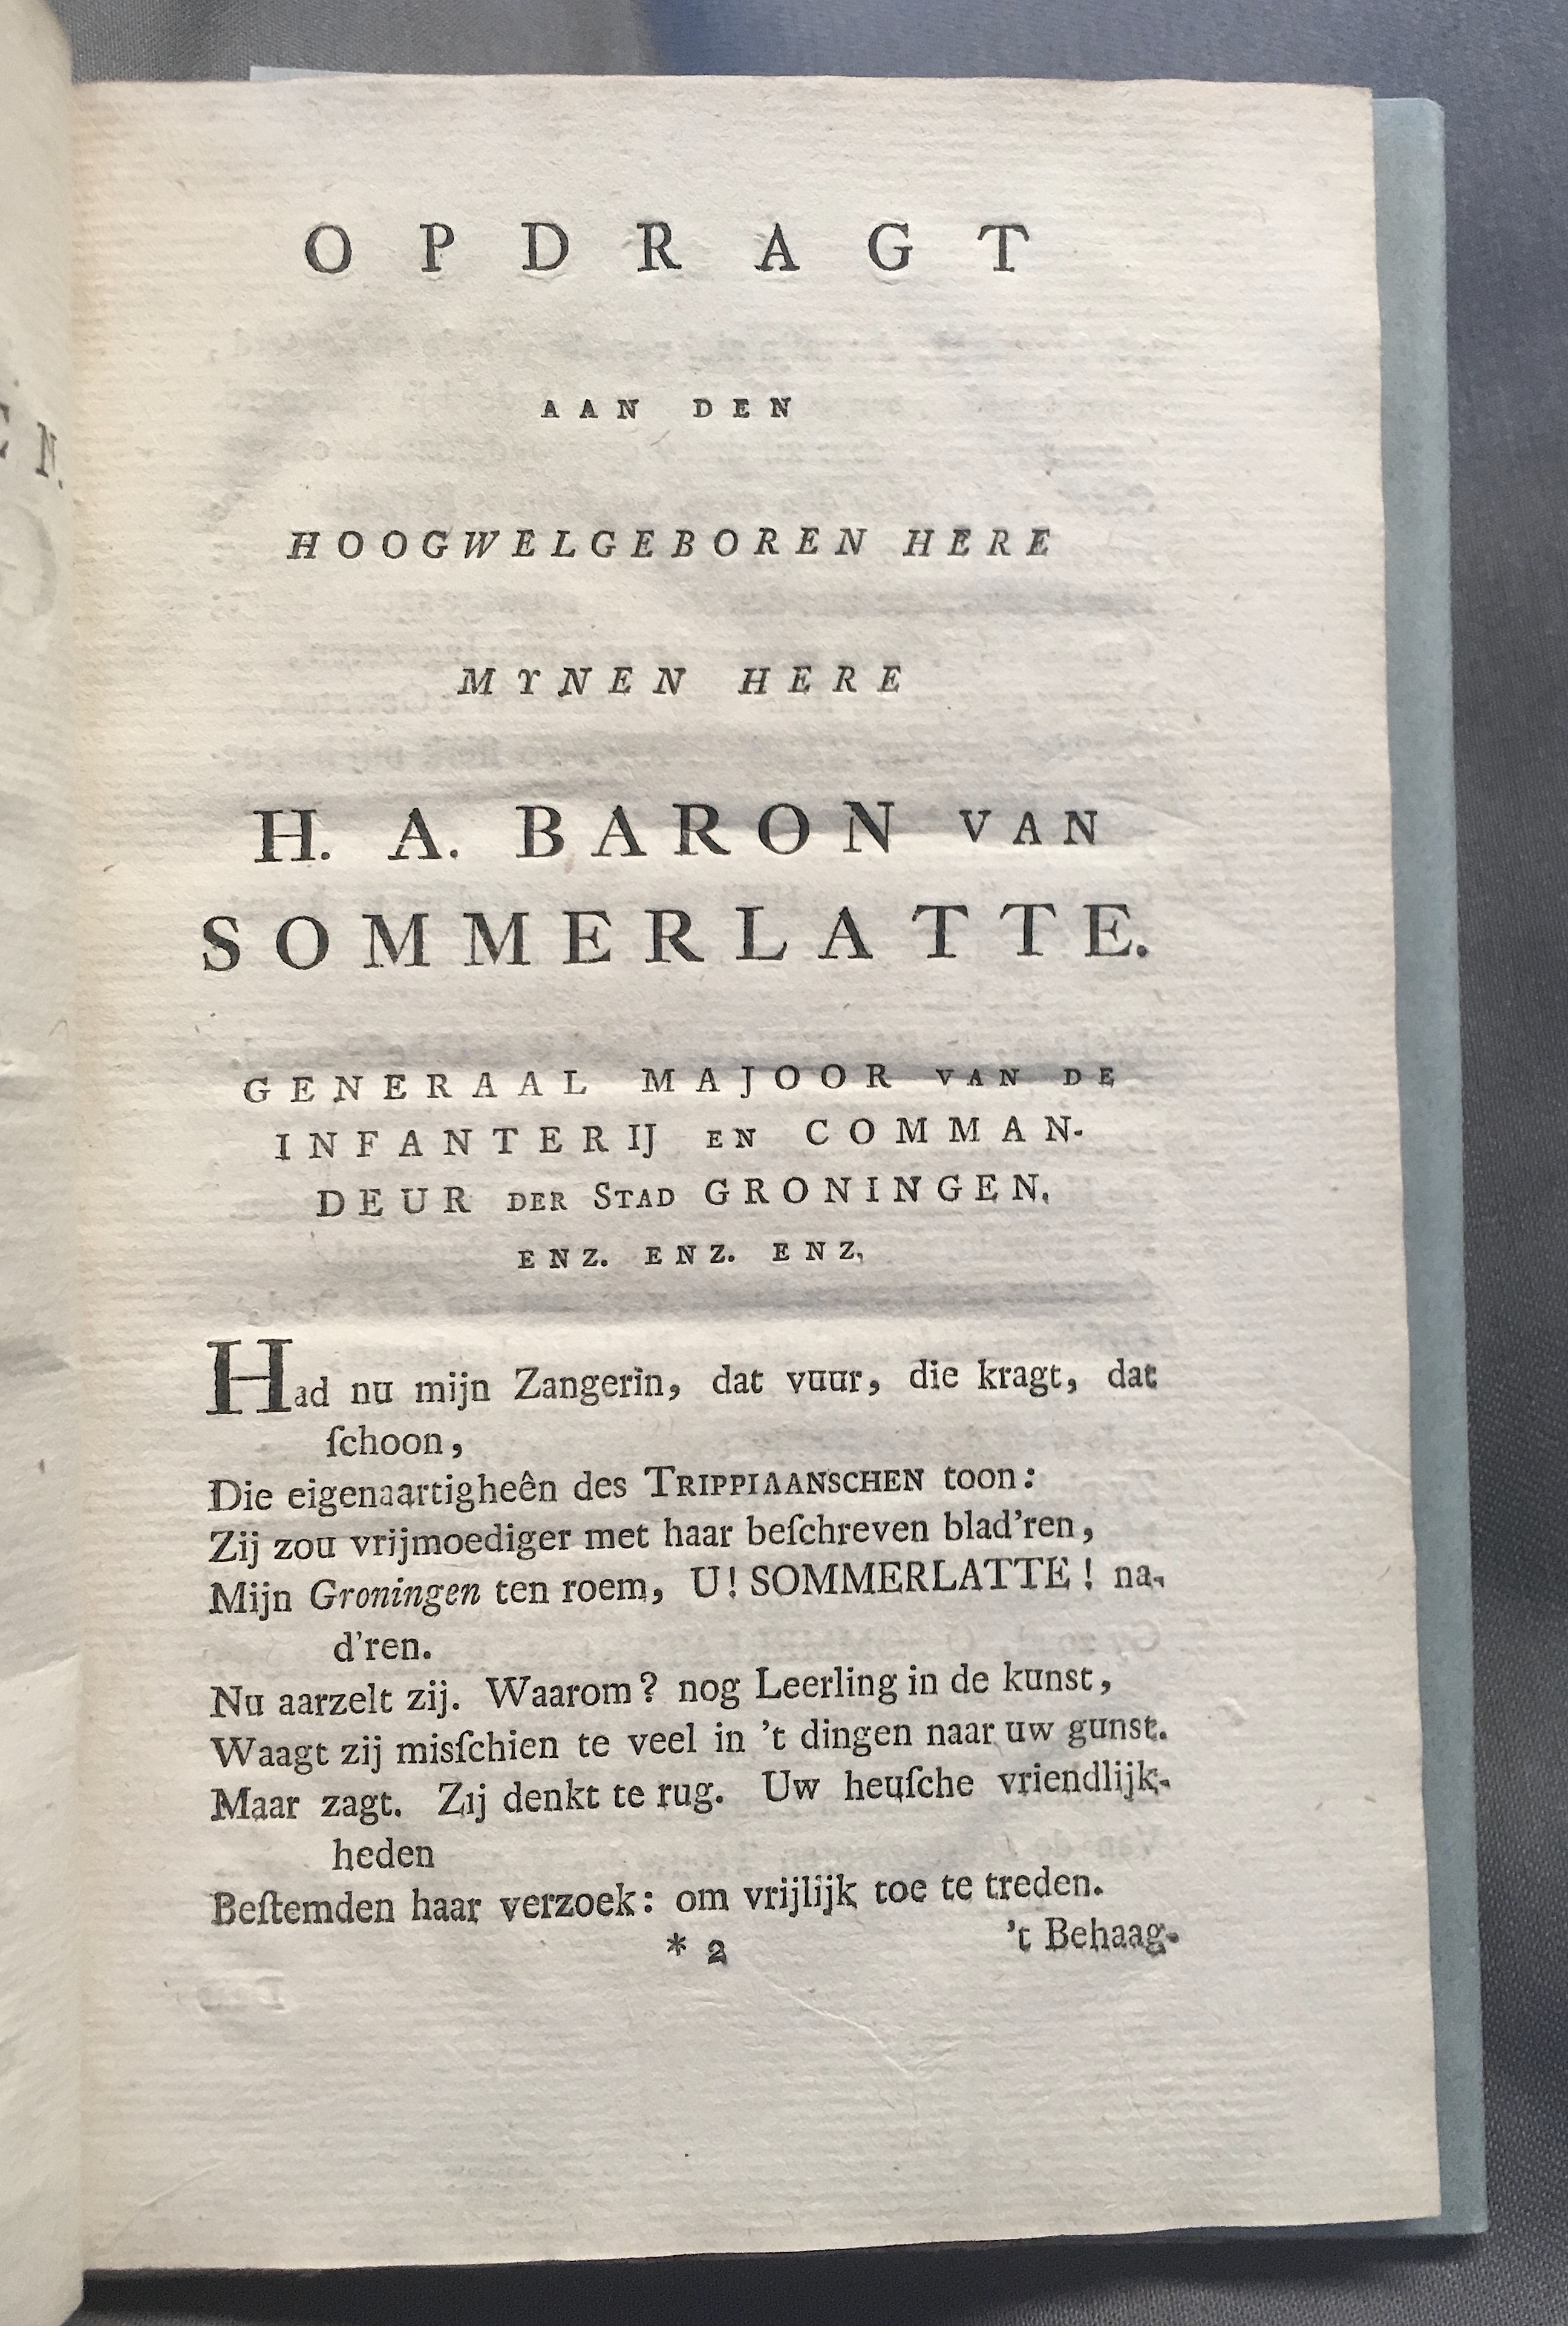 OPDRAGT
AAN DEN
HOOGWELGEBOREN HERE
MYNEN HERE
H. A. BARON VAN
SOMMERLATTE.
GENERAAL MAJOOR VAN DE
INFANTERIJ EN COMMAN-
DEUR DER STAD GRONINGEN,
ENZ. ENZ. ENZ.
Had nu mijn Zangerin, dat vuur, die kragt, dat
ſchoon,
Die eigenaartigheên des TRIPPIAANSCHEN toon:
Zij zou vrijmoediger met haar beſchreven blad'ren,
Mijn Groningen ten roem, U! SOMMERLATTE! na-
d'ren.
Nu aarzelt zij. Waarom? nog Leerling in de kunst,
Waagt zij misſchien te veel in 't dingen naar uw gunst.
Maar zagt. Zij denkt te rug. Uw heuſche vriendlijk-
heden
Beſtemden haar verzoek: om vrijlijk toe te treden.
* 2 't Behaag-